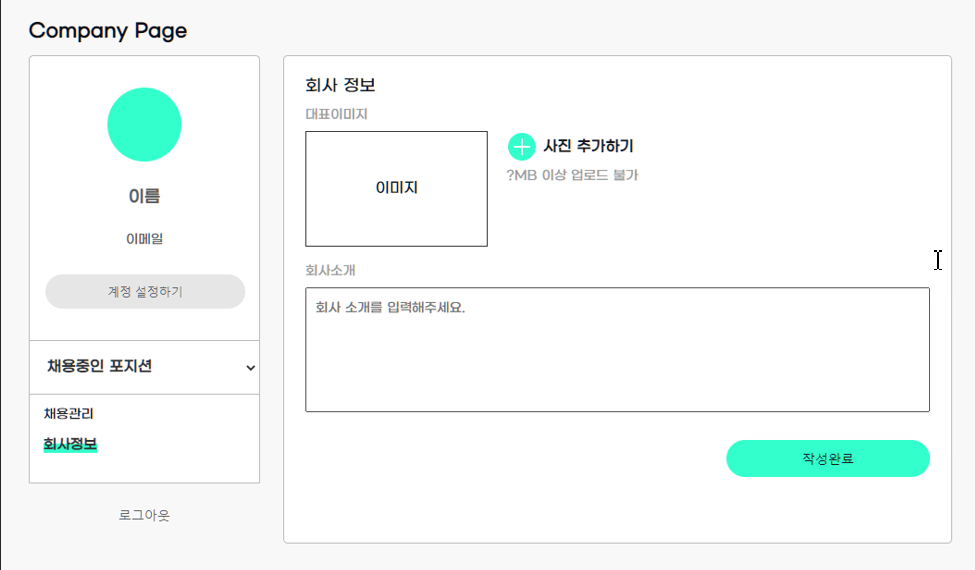 Company Page
이름
이메일
계정 설정하기
채용중인 포지션
채용관리
회사정보
로그아웃
회사 정보
대표이미지
이미지
사진 추가하기
?MB 이상 업로드 불가
회사소개
회사 소개를 입력해주세요.
작성완료